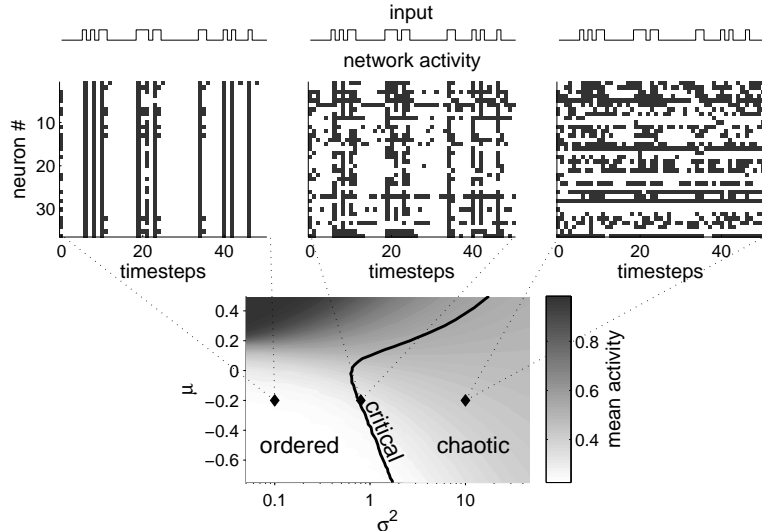 input
network activity
neuron #
10
20
30
0 20 40
timesteps
0 20 40
timesteps
0 20 40
timesteps
μ
0.4
0.2
0
−0.2
−0.4
−0.6
ordered
critical
chaotic
0.1 1 10
σ²
0.8
0.6
0.4
mean activity